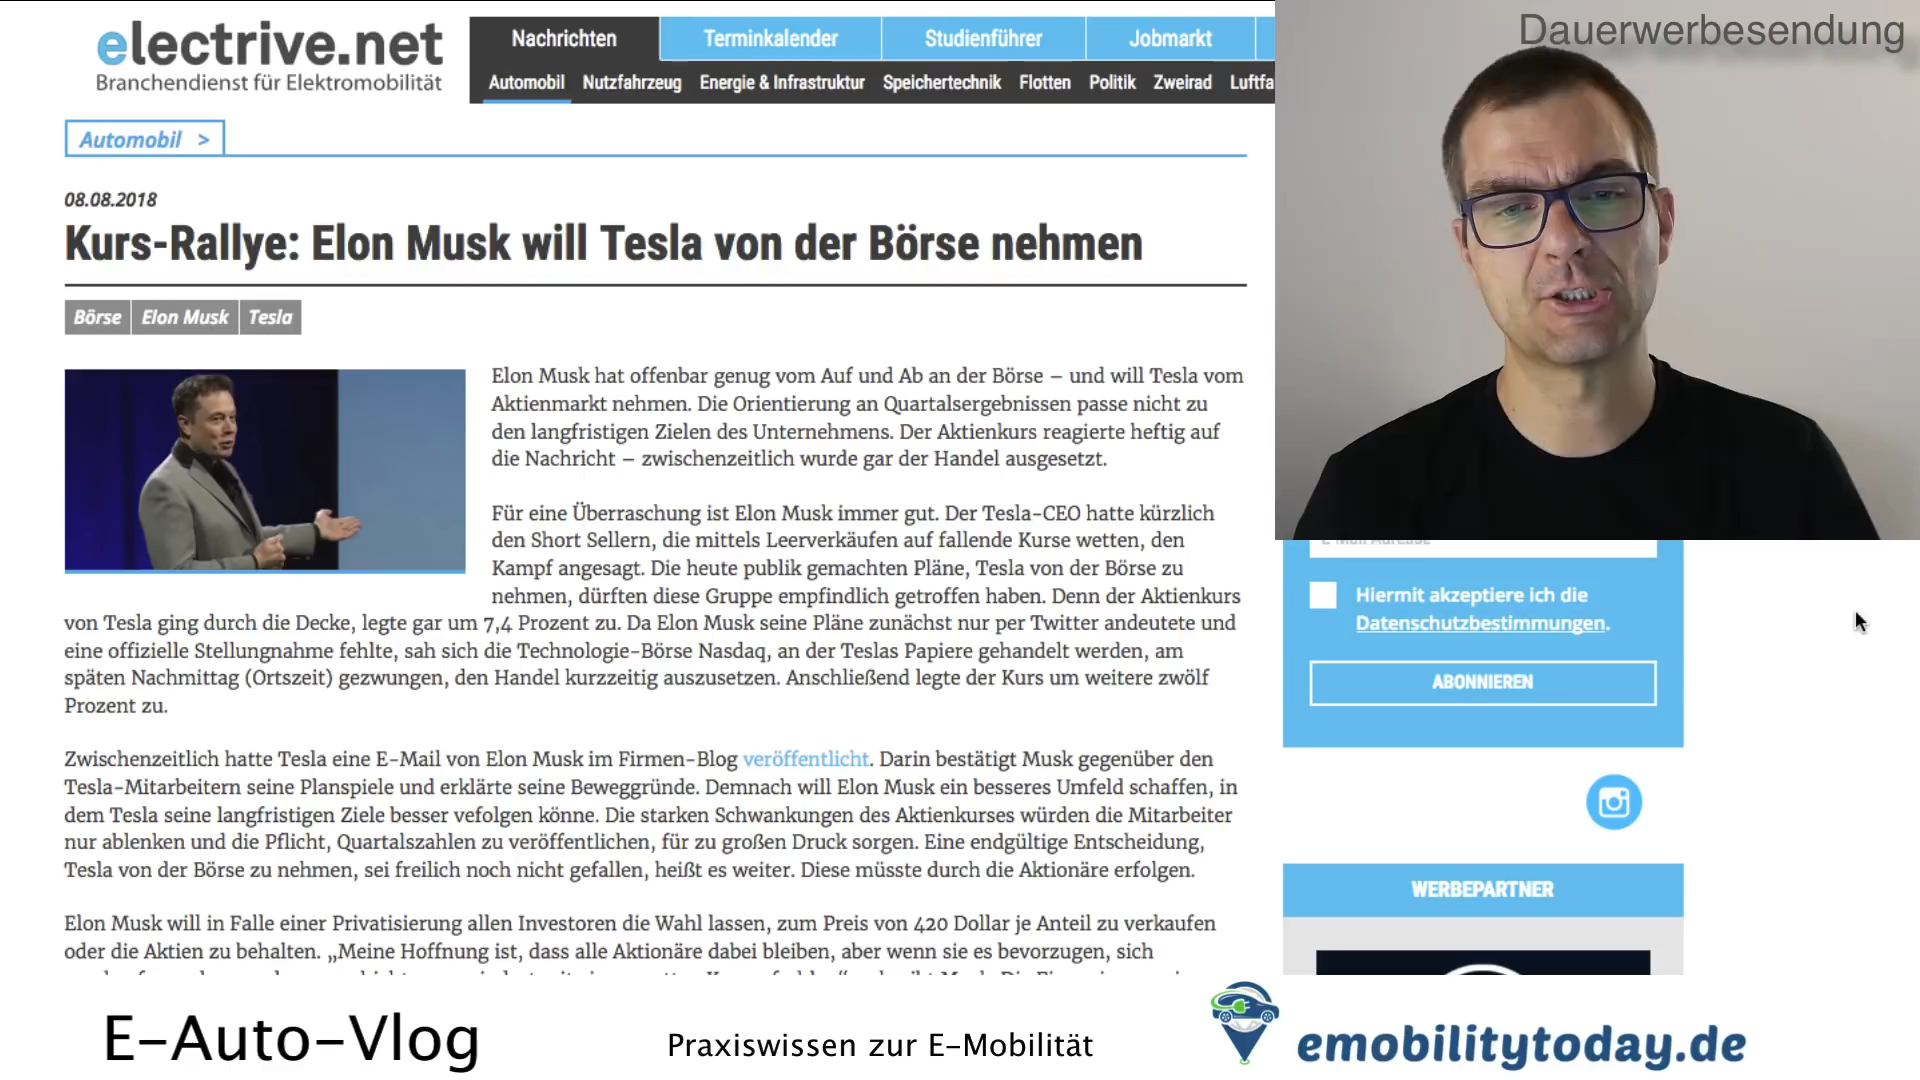 electrive.net
Branchendienst für Elektromobilität
Nachrichten
Terminkalender
Studienführer
Jobmarkt
Automobil
Nutzfahrzeug
Energie & Infrastruktur
Speichertechnik
Flotten
Politik
Zweirad
Dauerwerbesendung
Automobil >
08.08.2018
Kurs-Rallye: Elon Musk will Tesla von der Börse nehmen
Börse
Elon Musk
Tesla
Elon Musk hat offenbar genug vom Auf und Ab an der Börse – und will Tesla vom
Aktienmarkt nehmen. Die Orientierung an Quartalsergebnissen passe nicht zu
den langfristigen Zielen des Unternehmens. Der Aktienkurs reagierte heftig auf
die Nachricht – zwischenzeitlich wurde gar der Handel ausgesetzt.
Für eine Überraschung ist Elon Musk immer gut. Der Tesla-CEO hatte kürzlich
den Short Sellern, die mittels Leerverkäufen auf fallende Kurse wetten, den
Kampf angesagt. Die heute publik gemachten Pläne, Tesla von der Börse zu
nehmen, dürften diese Gruppe empfindlich getroffen haben. Denn der Aktienkurs
von Tesla ging durch die Decke, legte gar um 7,4 Prozent zu. Da Elon Musk seine Pläne zunächst nur per Twitter andeutete und
eine offizielle Stellungnahme fehlte, sah sich die Technologie-Börse Nasdaq, an der Teslas Papiere gehandelt werden, am
späten Nachmittag (Ortszeit) gezwungen, den Handel kurzzeitig auszusetzen. Anschließend legte der Kurs um weitere zwölf
Prozent zu.
Zwischenzeitlich hatte Tesla eine E-Mail von Elon Musk im Firmen-Blog veröffentlicht. Darin bestätigt Musk gegenüber den
Tesla-Mitarbeitern seine Planspiele und erklärte seine Beweggründe. Demnach will Elon Musk ein besseres Umfeld schaffen, in
dem Tesla seine langfristigen Ziele besser vefolgen könne. Die starken Schwankungen des Aktienkurses würden die Mitarbeiter
nur ablenken und die Pflicht, Quartalszahlen zu veröffentlichen, für zu großen Druck sorgen. Eine endgültige Entscheidung,
Tesla von der Börse zu nehmen, sei freilich noch nicht gefallen, heißt es weiter. Diese müsste durch die Aktionäre erfolgen.
Elon Musk will in Falle einer Privatisierung allen Investoren die Wahl lassen, zum Preis von 420 Dollar je Anteil zu verkaufen
oder die Aktien zu behalten. „Meine Hoffnung ist, dass alle Aktionäre dabei bleiben, aber wenn sie es bevorzugen, sich
Hiermit akzeptiere ich die
Datenschutzbestimmungen.
ABONNIEREN
WERBEPARTNER
E-Auto-Vlog
Praxiswissen zur E-Mobilität
emobilitytoday.de